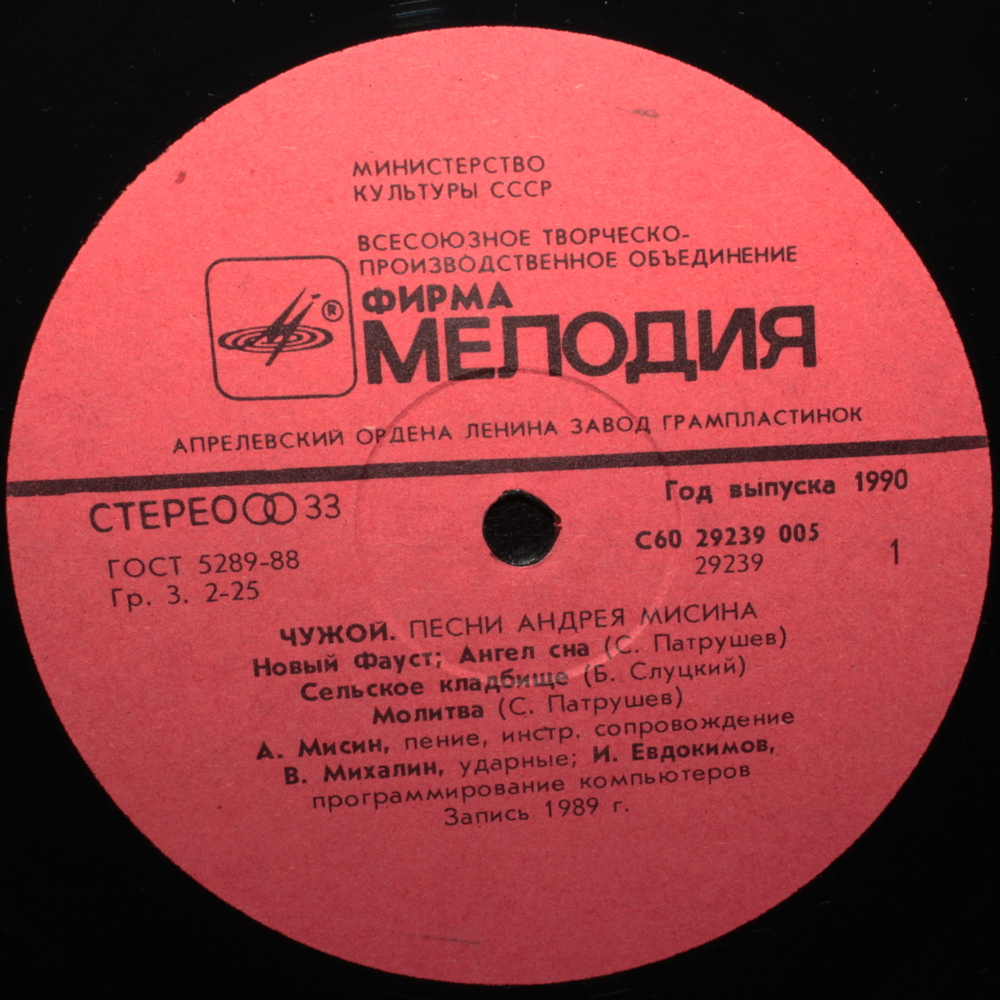 МИНИСТЕРСТВО
КУЛЬТУРЫ СССР
ВСЕСОЮЗНОЕ ТВОРЧЕСКО-
ПРОИЗВОДСТВЕННОЕ ОБЪЕДИНЕНИЕ
ФИРМА
®
МЕЛОДИЯ
АПРЕЛЕВСКИЙ ОРДЕНА ЛЕНИНА ЗАВОД ГРАМПЛАСТИНОК
СТЕРЕО 33
Год выпуска 1990
ГОСТ 5289-88
Гр. 3. 2-25
С60 29239 005
29239
1
ЧУЖОЙ. ПЕСНИ АНДРЕЯ МИСИНА
Новый Фауст; Ангел сна (С. Патрушев)
Сельское кладбище (Б. Слуцкий)
Молитва (С. Патрушев)
А. Мисин, пение, инстр. сопровождение
В. Михалин, ударные; И. Евдокимов,
программирование компьютеров
Запись 1989 г.